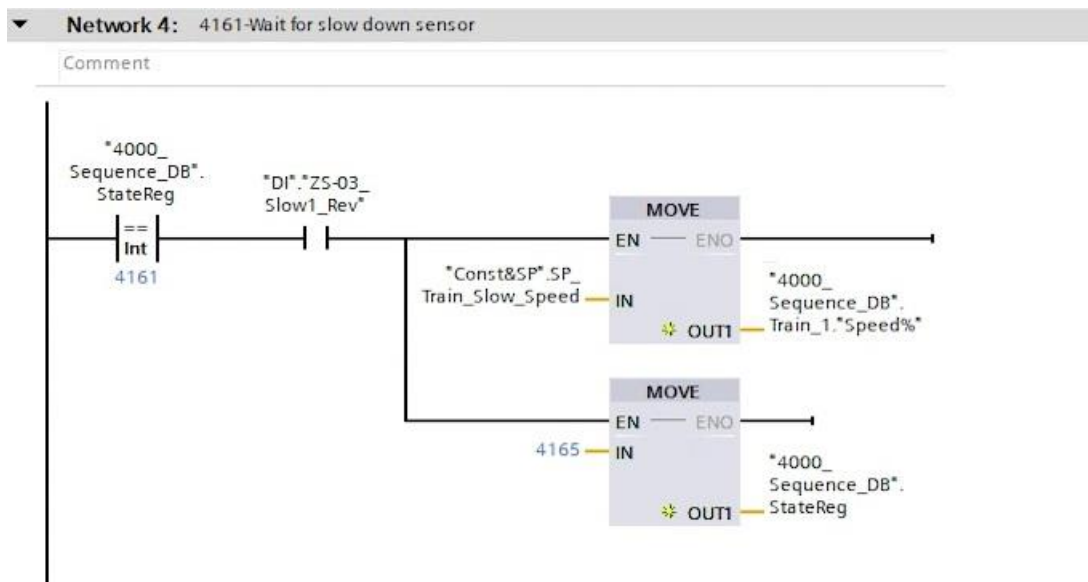 Network 4: 4161-Wait for slow down sensor
Comment
"4000_
Sequence_DB".
StateReg
==
Int
4161
"DI"."ZS-03_
Slow1_Rev"
MOVE
EN ENO
"Const&SP".SP_
Train_Slow_Speed
IN
OUT1
"4000_
Sequence_DB".
Train_1."Speed%"
MOVE
EN ENO
4165
IN
OUT1
"4000_
Sequence_DB".
StateReg